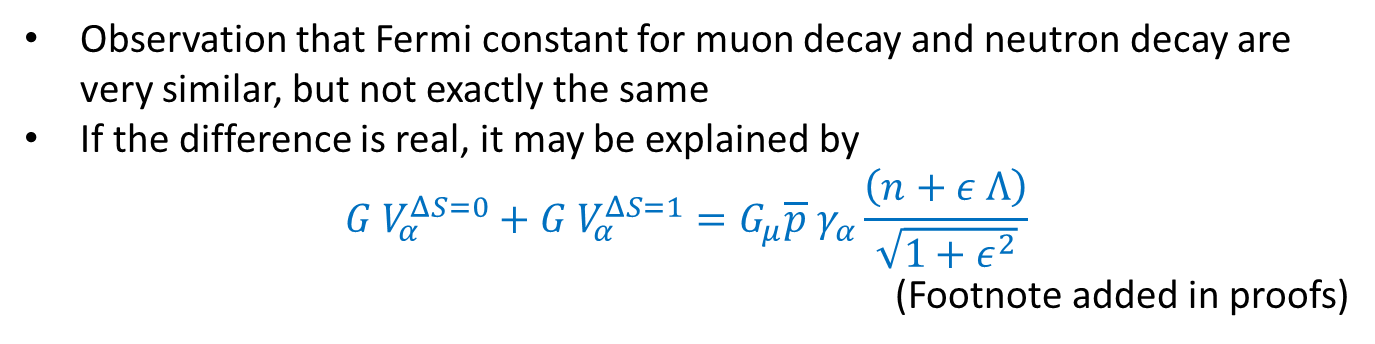 • Observation that Fermi constant for muon decay and neutron decay are
very similar, but not exactly the same
• If the difference is real, it may be explained by
G V_α^{ΔS=0} + G V_α^{ΔS=1} = G_μ p̅ γ_α (n + ϵ Λ) / √(1 + ϵ²)
(Footnote added in proofs)